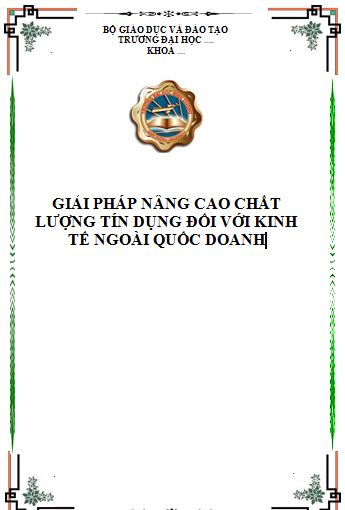 BỘ GIÁO DỤC VÀ ĐÀO TẠO
TRƯỜNG ĐẠI HỌC .....
KHOA ....
GIẢI PHÁP NÂNG CAO CHẤT
LƯỢNG TÍN DỤNG ĐỐI VỚI KINH
TẾ NGOÀI QUỐC DOANH